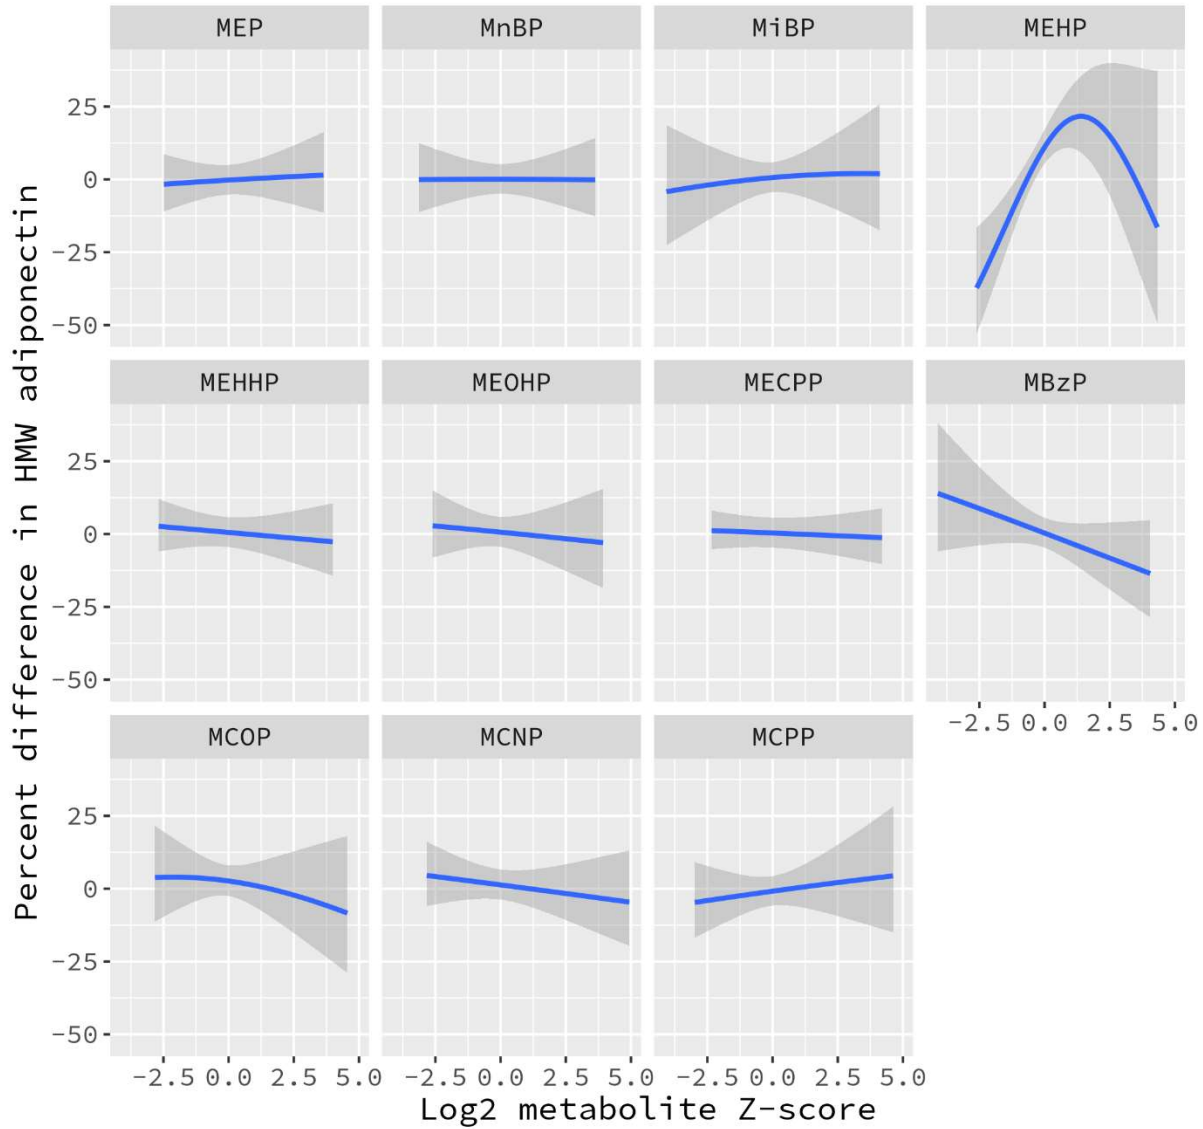 Percent difference in HMW adiponectin
MEP MnBP MiBP MEHP
25
0
−25
−50
MEHHP MEOHP MECPP MBzP
25
0
−25
−50
−2.5 0.0 2.5 5.0
MCOP MCNP MCPP
25
0
−25
−50
−2.5 0.0 2.5 5.0 −2.5 0.0 2.5 5.0 −2.5 0.0 2.5 5.0
Log2 metabolite Z−score